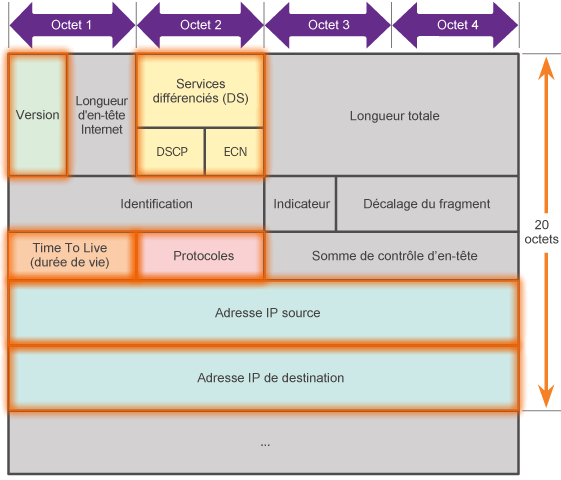 Octet 1
Octet 2
Octet 3
Octet 4
Version
Longueur
d'en-tête
Internet
Services
différenciés (DS)
DSCP
ECN
Longueur totale
Identification
Indicateur
Décalage du fragment
20
octets
Time To Live
(durée de vie)
Protocoles
Somme de contrôle d’en-tête
Adresse IP source
Adresse IP de destination
...